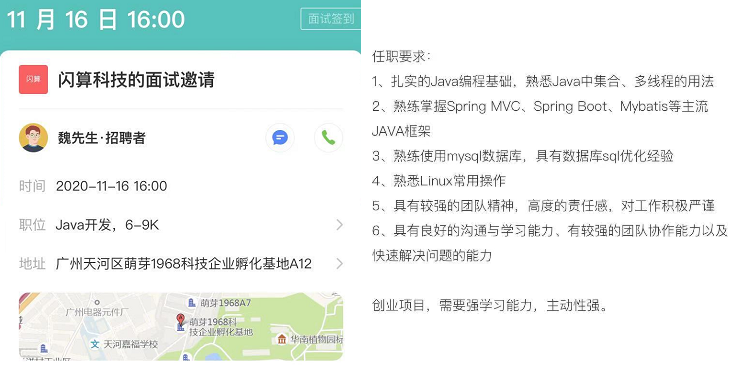 11 月 16 日 16:00
面试签到
闪算
闪算科技的面试邀请
魏先生·招聘者
时间 2020-11-16 16:00
职位 Java开发，6-9K
地址 广州天河区萌芽1968科技企业孵化基地A12
萌芽1968A7
广州电器元件厂
萌芽1968科
技企业孵化基地
天河嘉福学校
华南植物园标
任职要求：
1、扎实的Java编程基础，熟悉Java中集合、多线程的用法
2、熟练掌握Spring MVC、Spring Boot、Mybatis等主流
JAVA框架
3、熟练使用mysql数据库，具有数据库sql优化经验
4、熟悉Linux常用操作
5、具有较强的团队精神，高度的责任感，对工作积极严谨
6、具有良好的沟通与学习能力、有较强的团队协作能力以及
快速解决问题的能力
创业项目，需要强学习能力，主动性强。